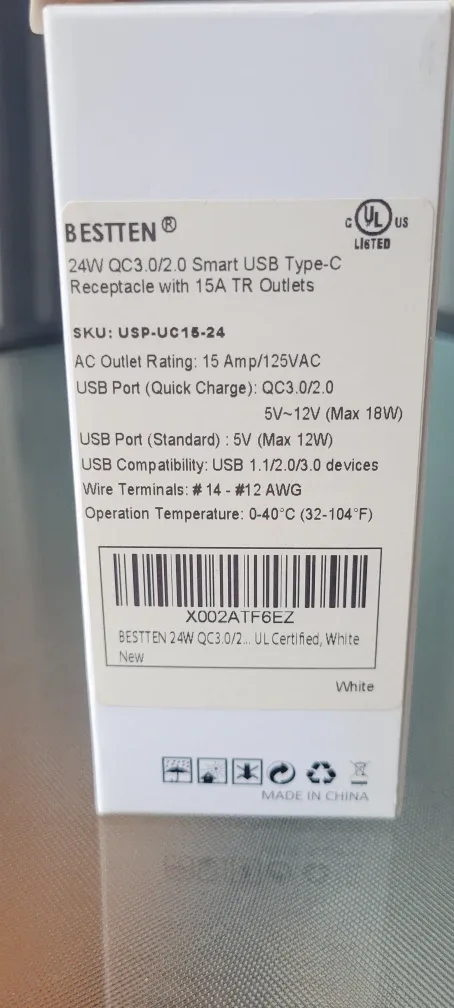 BESTTEN®
C UL US
LISTED
24W QC3.0/2.0 Smart USB Type-C
Receptacle with 15A TR Outlets
SKU: USP-UC15-24
AC Outlet Rating: 15 Amp/125VAC
USB Port (Quick Charge): QC3.0/2.0
5V~12V (Max 18W)
USB Port (Standard) : 5V (Max 12W)
USB Compatibility: USB 1.1/2.0/3.0 devices
Wire Terminals: # 14 - #12 AWG
Operation Temperature: 0-40°C (32-104°F)
X002ATF6EZ
BESTTEN 24W QC3.0/2... UL Certified, White
New
White
MADE IN CHINA